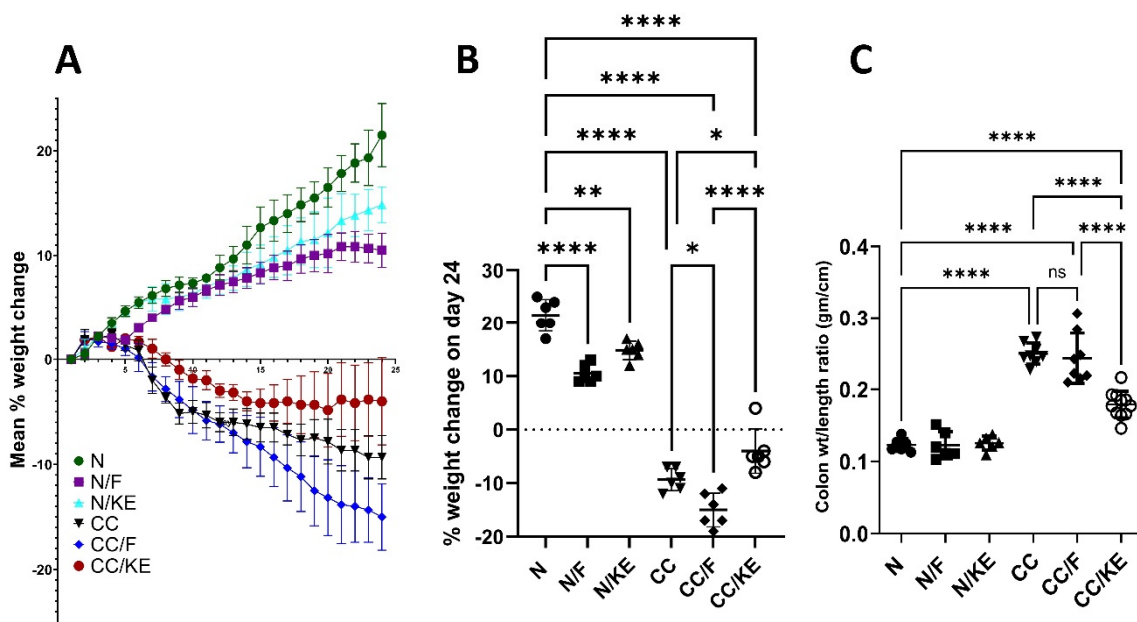 A
Mean % weight change
20
10
0
-10
-20
5
10
15
20
25
N
N/F
N/KE
CC
CC/F
CC/KE
B
****
****
****
*
**
****
****
*
% weight change on day 24
30
20
10
0
-10
-20
N
N/F
N/KE
CC
CC/F
CC/KE
C
****
****
****
****
****
ns
Colon wt/length ratio (gm/cm)
0.4
0.3
0.2
0.1
0.0
N
N/F
N/KE
CC
CC/F
CC/KE